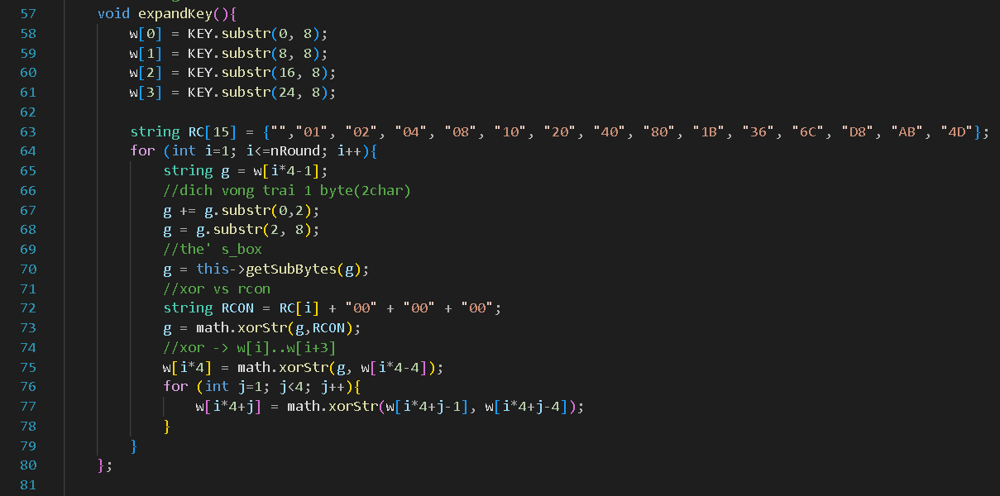 57 void expandKey(){
58 w[0] = KEY.substr(0, 8);
59 w[1] = KEY.substr(8, 8);
60 w[2] = KEY.substr(16, 8);
61 w[3] = KEY.substr(24, 8);
62
63 string RC[15] = {"","01", "02", "04", "08", "10", "20", "40", "80", "1B", "36", "6C", "D8", "AB", "4D"};
64 for (int i=1; i<=nRound; i++){
65 string g = w[i*4-1];
66 //dich vong trai 1 byte(2char)
67 g += g.substr(0,2);
68 g = g.substr(2, 8);
69 //the' s_box
70 g = this->getSubBytes(g);
71 //xor vs rcon
72 string RCON = RC[i] + "00" + "00" + "00";
73 g = math.xorStr(g,RCON);
74 //xor -> w[i]..w[i+3]
75 w[i*4] = math.xorStr(g, w[i*4-4]);
76 for (int j=1; j<4; j++){
77 w[i*4+j] = math.xorStr(w[i*4+j-1], w[i*4+j-4]);
78 }
79 }
80 };
81